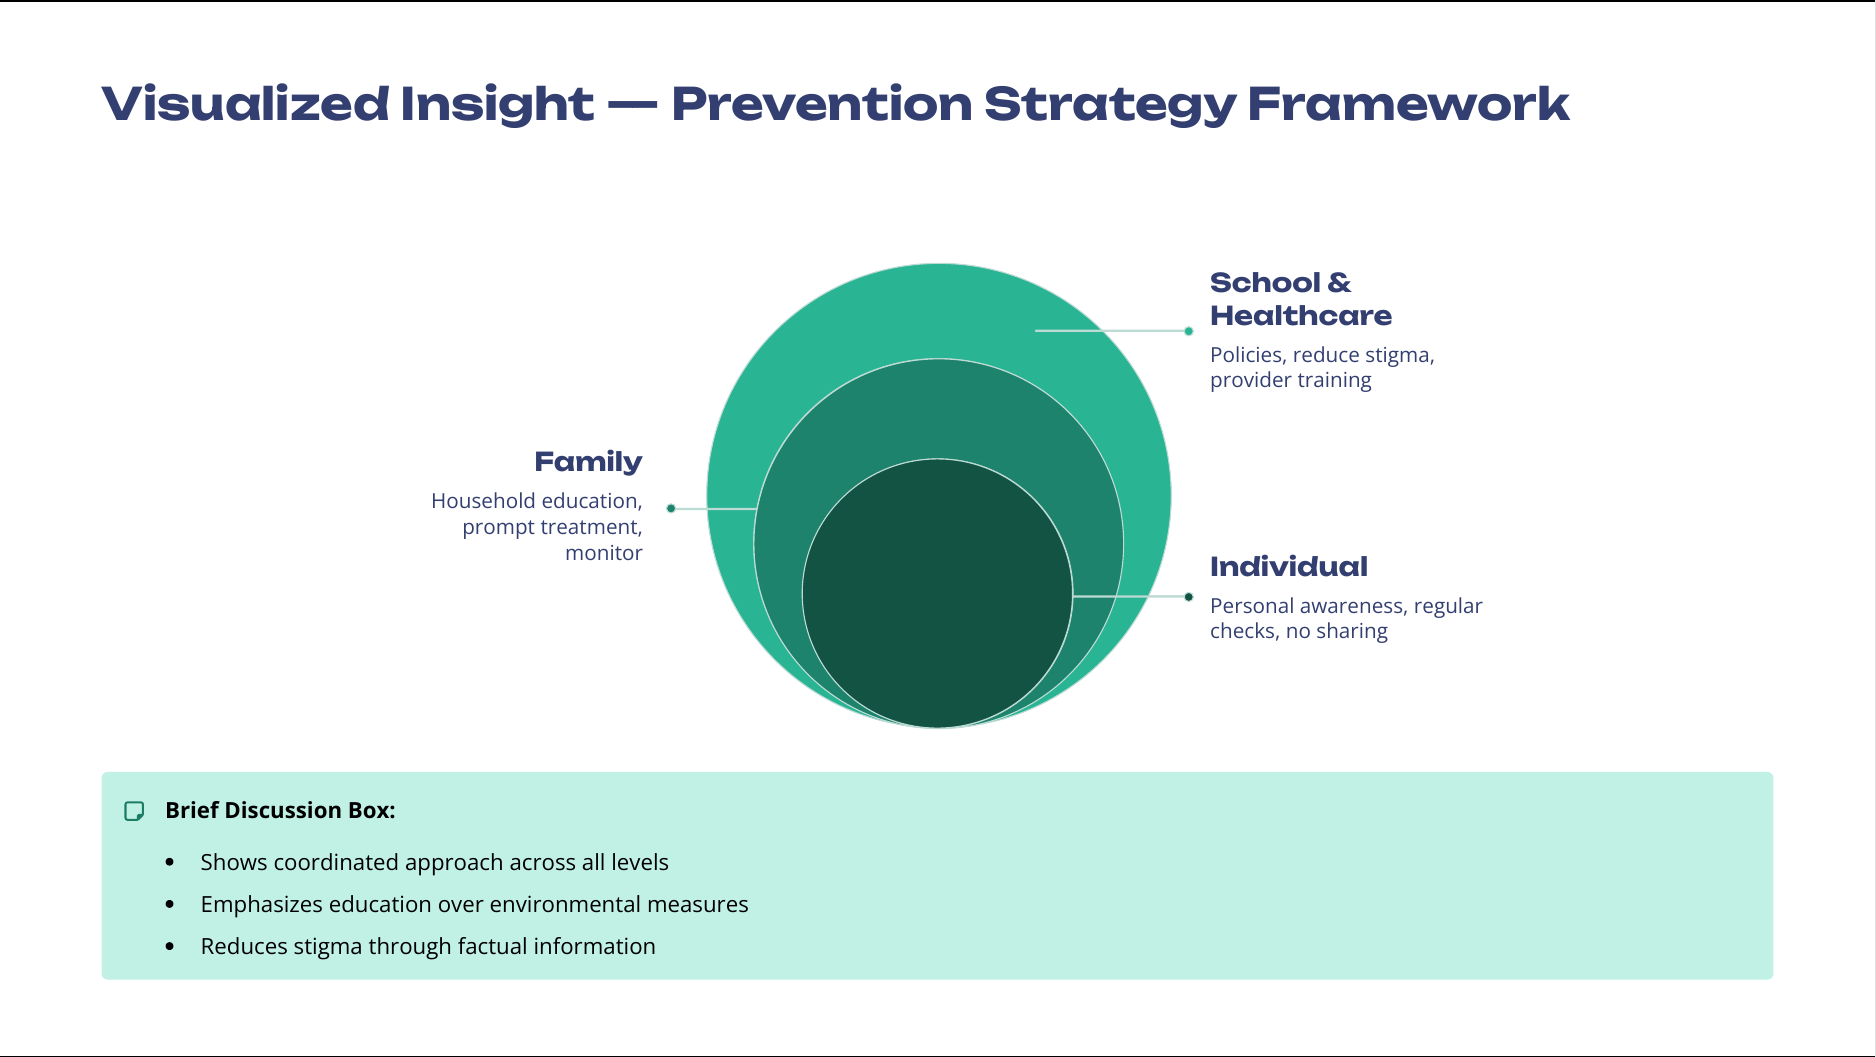 Visualized Insight — Prevention Strategy Framework
School &
Healthcare
Policies, reduce stigma,
provider training
Family
Household education,
prompt treatment,
monitor
Individual
Personal awareness, regular
checks, no sharing
Brief Discussion Box:
• Shows coordinated approach across all levels
• Emphasizes education over environmental measures
• Reduces stigma through factual information